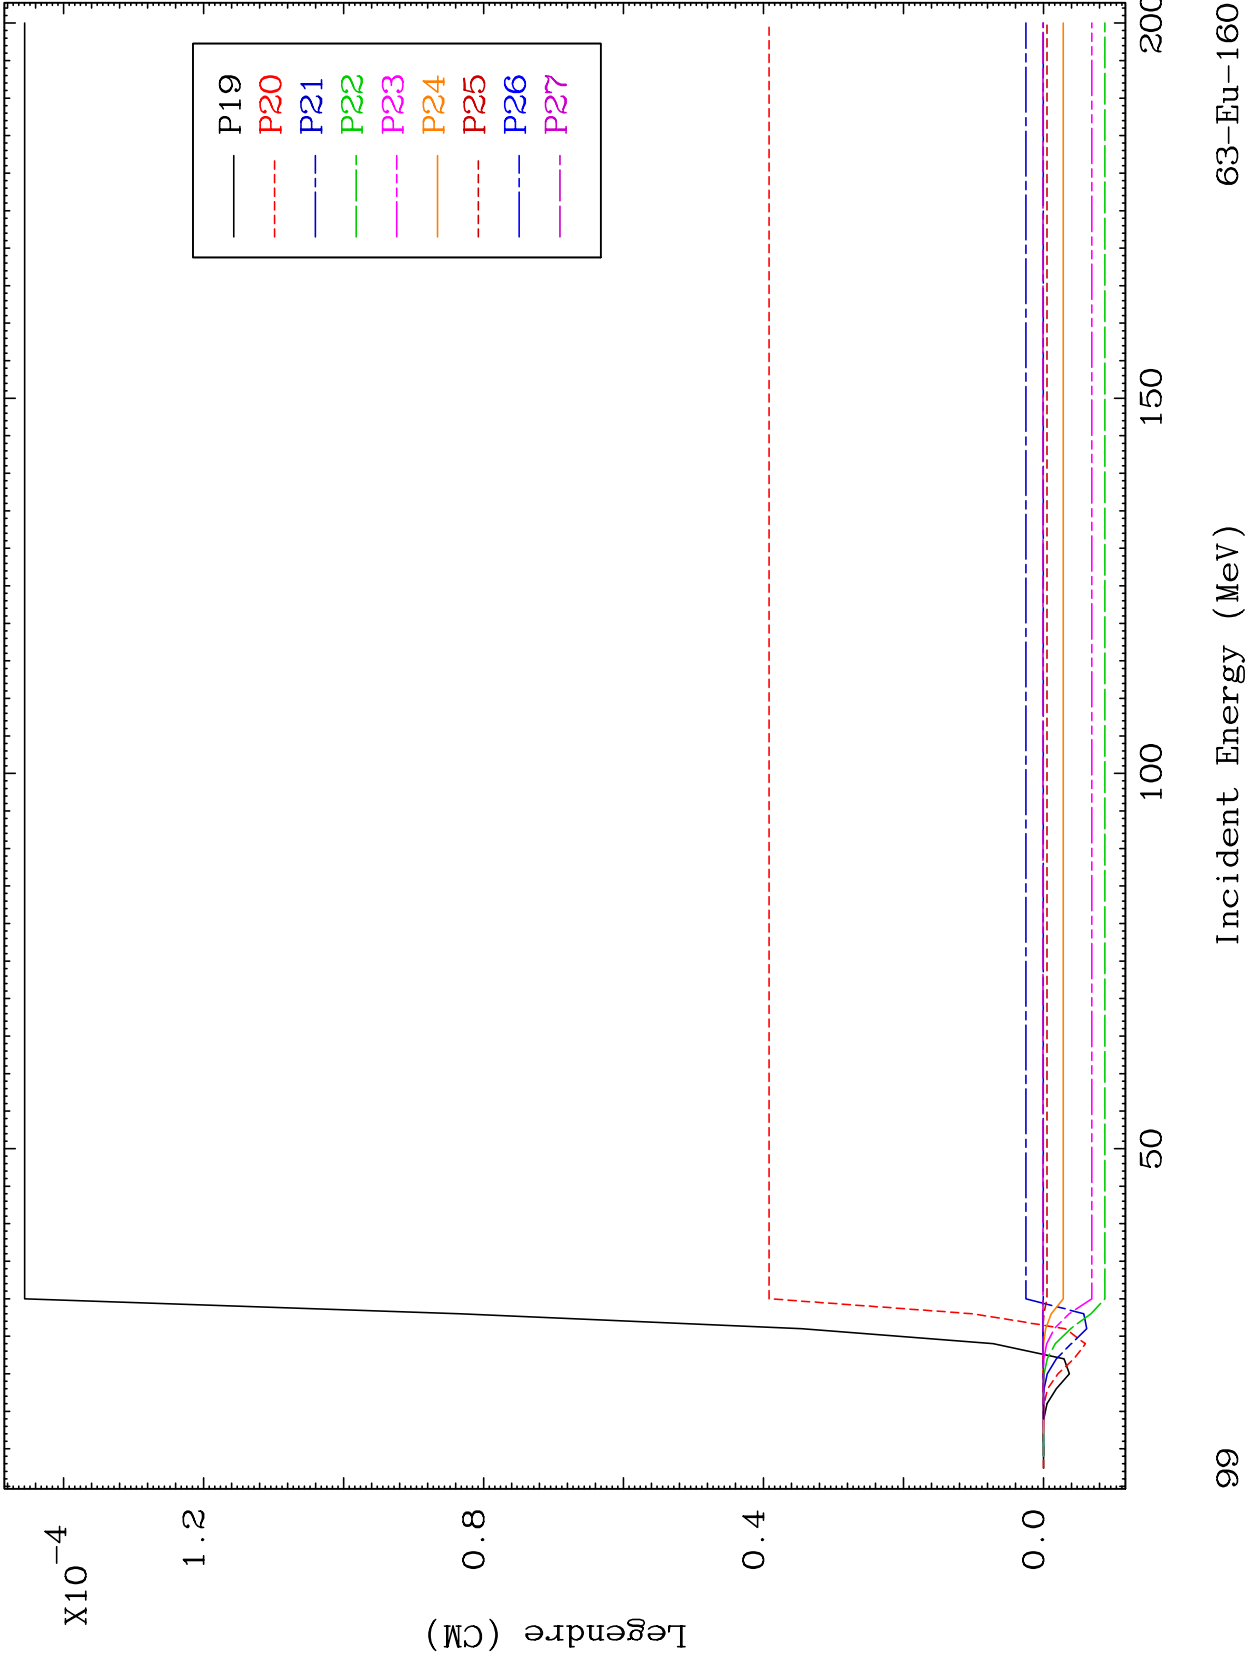 X10−4
1.2
0.8
0.4
0.0
Legendre (CM)
P19
P20
P21
P22
P23
P24
P25
P26
P27
50
100
150
200
99
Incident Energy (MeV)
63−Eu−160